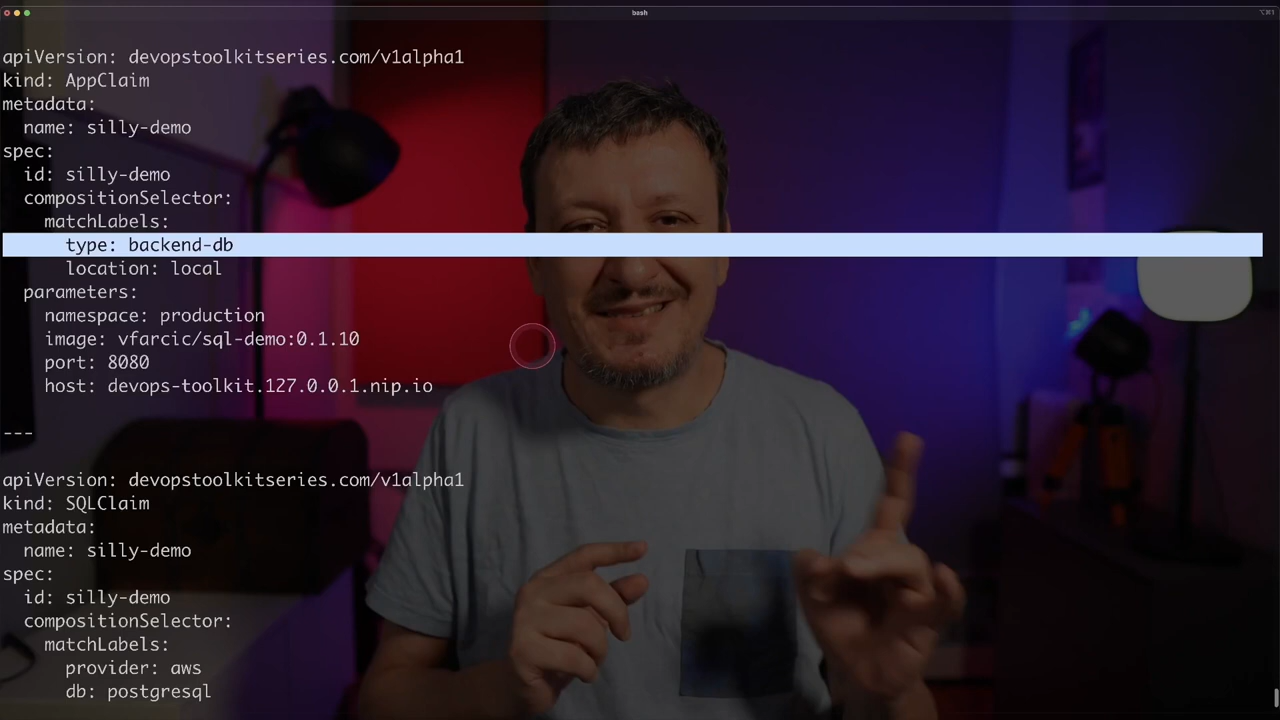 bash
⌥⌘1
apiVersion: devopstoolkitseries.com/v1alpha1
kind: AppClaim
metadata:
  name: silly-demo
spec:
  id: silly-demo
  compositionSelector:
    matchLabels:
      type: backend-db
      location: local
  parameters:
    namespace: production
    image: vfarcic/sql-demo:0.1.10
    port: 8080
    host: devops-toolkit.127.0.0.1.nip.io
---
apiVersion: devopstoolkitseries.com/v1alpha1
kind: SQLClaim
metadata:
  name: silly-demo
spec:
  id: silly-demo
  compositionSelector:
    matchLabels:
      provider: aws
      db: postgresql